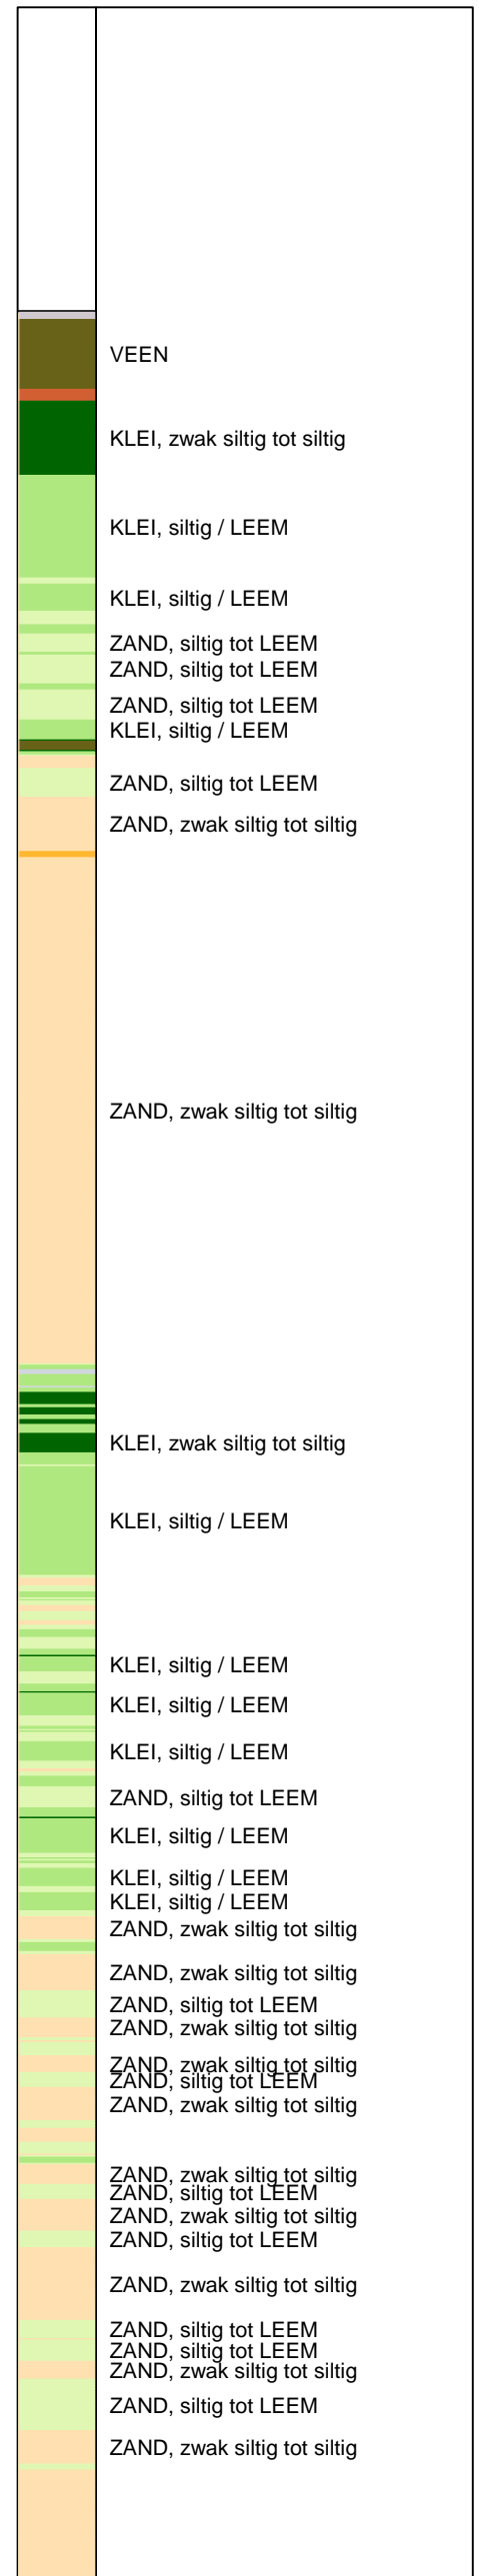 VEEN
KLEI, zwak siltig tot siltig
KLEI, siltig / LEEM
KLEI, siltig / LEEM
ZAND, siltig tot LEEM
ZAND, siltig tot LEEM
ZAND, siltig tot LEEM
KLEI, siltig / LEEM
ZAND, siltig tot LEEM
ZAND, zwak siltig tot siltig
ZAND, zwak siltig tot siltig
KLEI, zwak siltig tot siltig
KLEI, siltig / LEEM
KLEI, siltig / LEEM
KLEI, siltig / LEEM
KLEI, siltig / LEEM
ZAND, siltig tot LEEM
KLEI, siltig / LEEM
KLEI, siltig / LEEM
KLEI, siltig / LEEM
ZAND, zwak siltig tot siltig
ZAND, zwak siltig tot siltig
ZAND, siltig tot LEEM
ZAND, zwak siltig tot siltig
ZAND, zwak siltig tot siltig
ZAND, siltig tot LEEM
ZAND, zwak siltig tot siltig
ZAND, zwak siltig tot siltig
ZAND, siltig tot LEEM
ZAND, zwak siltig tot siltig
ZAND, siltig tot LEEM
ZAND, zwak siltig tot siltig
ZAND, siltig tot LEEM
ZAND, siltig tot LEEM
ZAND, zwak siltig tot siltig
ZAND, siltig tot LEEM
ZAND, zwak siltig tot siltig